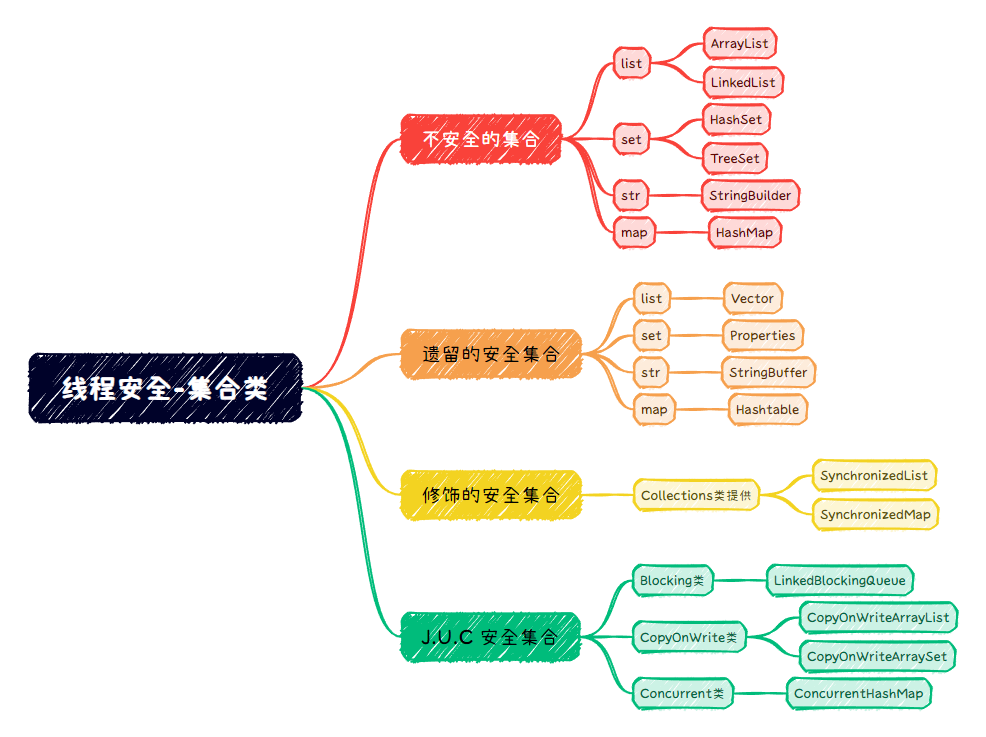 线程安全-集合类
不安全的集合
list
ArrayList
LinkedList
set
HashSet
TreeSet
str
StringBuilder
map
HashMap
遗留的安全集合
list
Vector
set
Properties
str
StringBuffer
map
Hashtable
修饰的安全集合
Collections类提供
SynchronizedList
SynchronizedMap
J.U.C 安全集合
Blocking类
LinkedBlockingQueue
CopyOnWrite类
CopyOnWriteArrayList
CopyOnWriteArraySet
Concurrent类
ConcurrentHashMap